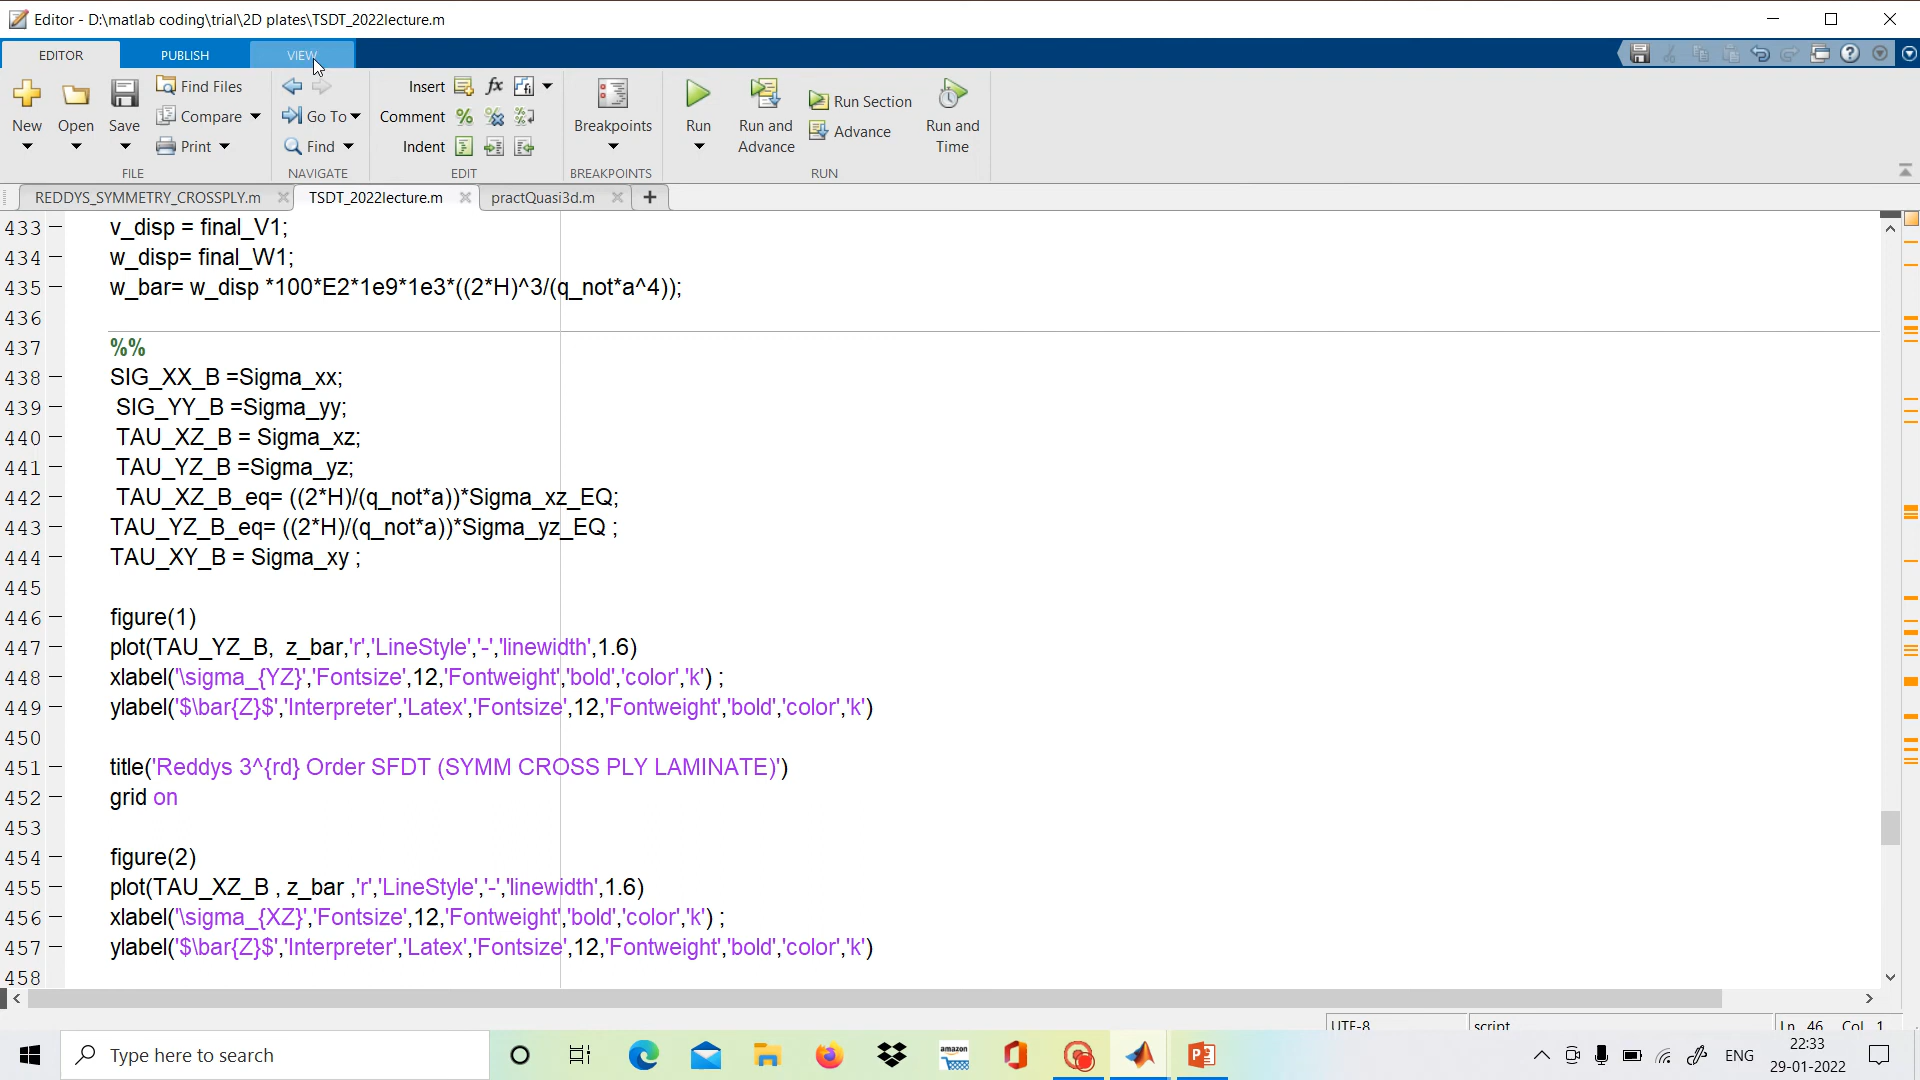 Editor - D:\matlab coding\trial\2D plates\TSDT_2022lecture.m
EDITOR PUBLISH VIEW
New Open Save
Find Files
Compare
Print
FILE
Go To
Find
NAVIGATE
Insert
Comment
Indent
EDIT
Breakpoints
BREAKPOINTS
Run
Run and Advance
Run Section
Advance
Run and Time
RUN
REDDYS_SYMMETRY_CROSSPLY.m TSDT_2022lecture.m practQuasi3d.m
433 – v_disp = final_V1;
434 – w_disp= final_W1;
435 – w_bar= w_disp *100*E2*1e9*1e3*((2*H)^3/(q_not*a^4));
436
437 %%
438 – SIG_XX_B =Sigma_xx;
439 – SIG_YY_B =Sigma_yy;
440 – TAU_XZ_B = Sigma_xz;
441 – TAU_YZ_B =Sigma_yz;
442 – TAU_XZ_B_eq= ((2*H)/(q_not*a))*Sigma_xz_EQ;
443 – TAU_YZ_B_eq= ((2*H)/(q_not*a))*Sigma_yz_EQ ;
444 – TAU_XY_B = Sigma_xy ;
445
446 – figure(1)
447 – plot(TAU_YZ_B, z_bar,'r','LineStyle','-','linewidth',1.6)
448 – xlabel('\sigma_{YZ}','Fontsize',12,'Fontweight','bold','color','k') ;
449 – ylabel('$\bar{Z}$','Interpreter','Latex','Fontsize',12,'Fontweight','bold','color','k')
450
451 – title('Reddys 3^{rd} Order SFDT (SYMM CROSS PLY LAMINATE)')
452 – grid on
453
454 – figure(2)
455 – plot(TAU_XZ_B , z_bar ,'r','LineStyle','-','linewidth',1.6)
456 – xlabel('\sigma_{XZ}','Fontsize',12,'Fontweight','bold','color','k') ;
457 – ylabel('$\bar{Z}$','Interpreter','Latex','Fontsize',12,'Fontweight','bold','color','k')
458
UTF-8 script Ln 46 Col 1
Type here to search
amazon
ENG
22:33
29-01-2022